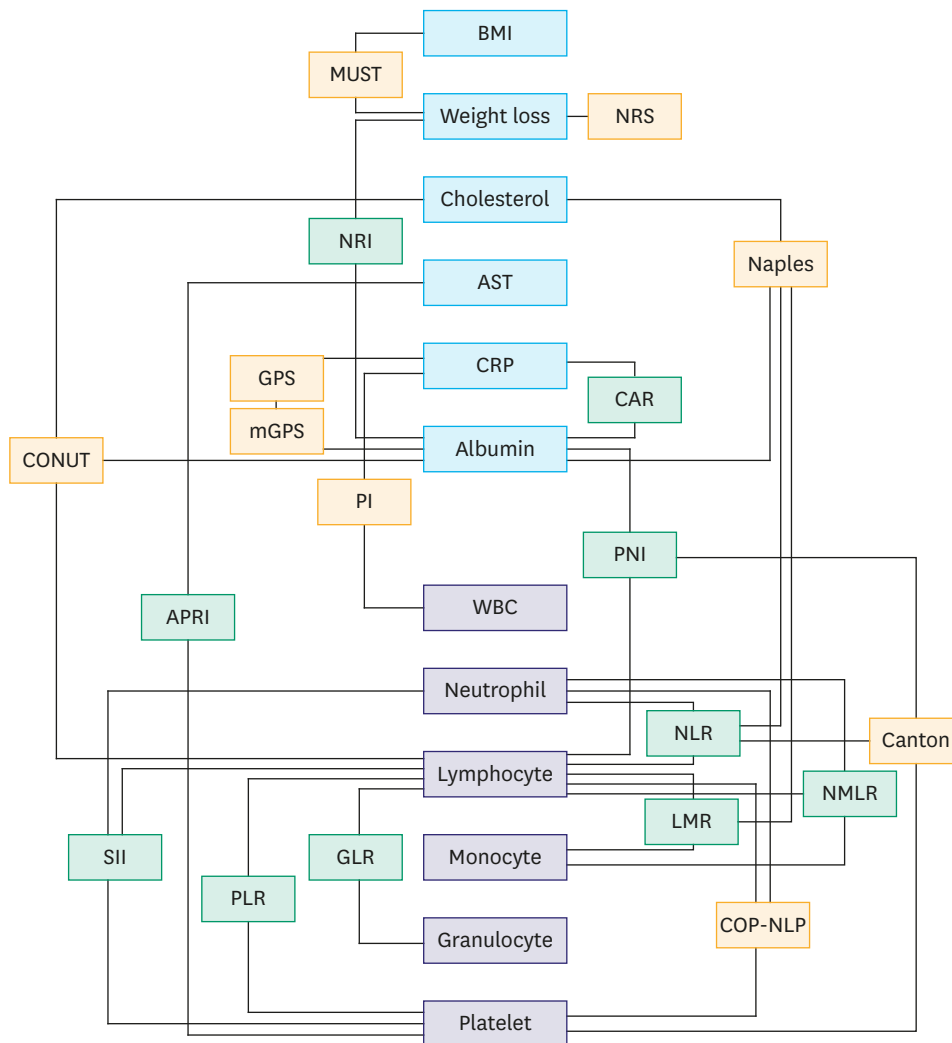 BMI
MUST
Weight loss
NRS
Cholesterol
NRI
Naples
AST
CRP
GPS
CAR
mGPS
Albumin
CONUT
PI
PNI
WBC
APRI
Neutrophil
NLR
Canton
Lymphocyte
NMLR
LMR
SII
GLR
Monocyte
PLR
COP-NLP
Granulocyte
Platelet